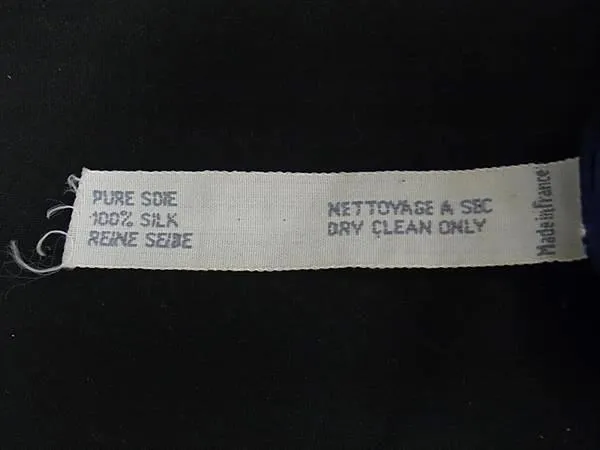 PURE SOIE
100% SILK
REINE SEIDE
NETTOYAGE A SEC
DRY CLEAN ONLY
Made in france